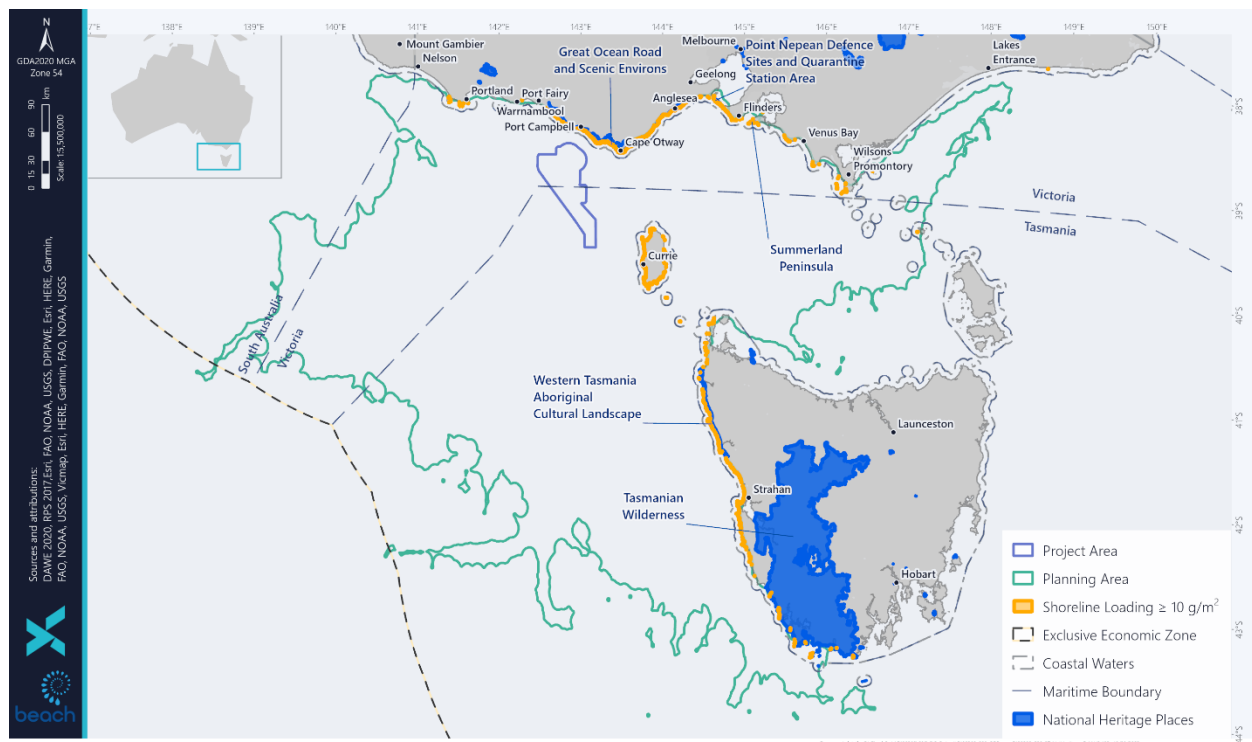 N
GDA2020 MGA
Zone 54
0 15 30 60 90
km
Scale: 1:5,500,000
Sources and attributions:
DAWE 2020, RPS 2017,Esri, FAO, NOAA, USGS, DPIPWE, Esri, HERE, Garmin,
FAO, NOAA, USGS, Vicmap, Esri, HERE, Garmin, FAO, NOAA, USGS
beach
7°E 138°E 139°E 140°E 141°E 142°E 143°E 144°E 145°E 146°E 147°E 148°E 149°E 150°E
38°S
39°S
40°S
41°S
42°S
43°S
44°S
Mount Gambier
Nelson
Portland
Port Fairy
Warrnambool
Port Campbell
Great Ocean Road
and Scenic Environs
Cape Otway
Anglesea
Geelong
Melbourne
Point Nepean Defence
Sites and Quarantine
Station Area
Flinders
Venus Bay
Wilsons
Promontory
Lakes
Entrance
Victoria
Tasmania
Summerland
Peninsula
Currie
South Australia
Victoria
Western Tasmania
Aboriginal
Cultural Landscape
Launceston
Strahan
Tasmanian
Wilderness
Hobart
Project Area
Planning Area
Shoreline Loading ≥ 10 g/m²
Exclusive Economic Zone
Coastal Waters
Maritime Boundary
National Heritage Places